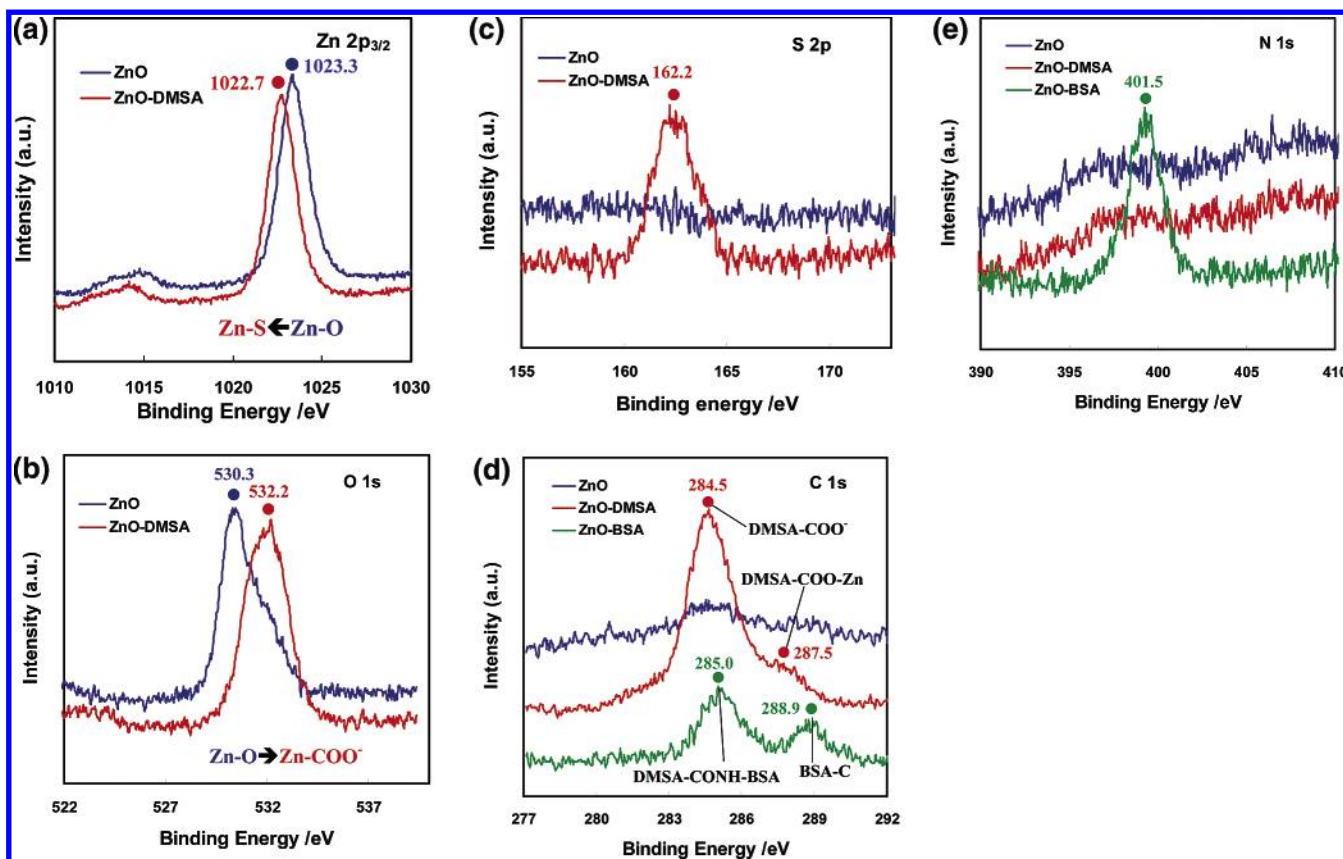 (a)
Zn 2p3/2
ZnO
ZnO-DMSA
1022.7
1023.3
Intensity (a.u.)
Zn-S←Zn-O
1010 1015 1020 1025 1030
Binding Energy /eV
(c)
S 2p
ZnO
ZnO-DMSA
162.2
Intensity (a.u.)
155 160 165 170
Binding energy /eV
(e)
N 1s
ZnO
ZnO-DMSA
ZnO-BSA
401.5
Intensity (a.u.)
390 395 400 405 410
Binding Energy /eV
(b)
O 1s
ZnO
ZnO-DMSA
530.3
532.2
Intensity (a.u.)
Zn-O→Zn-COO-
522 527 532 537
Binding Energy /eV
(d)
C 1s
ZnO
ZnO-DMSA
ZnO-BSA
284.5
DMSA-COO-
DMSA-COO-Zn
287.5
285.0
288.9
DMSA-CONH-BSA
BSA-C
Intensity (a.u.)
277 280 283 286 289 292
Binding Energy /eV